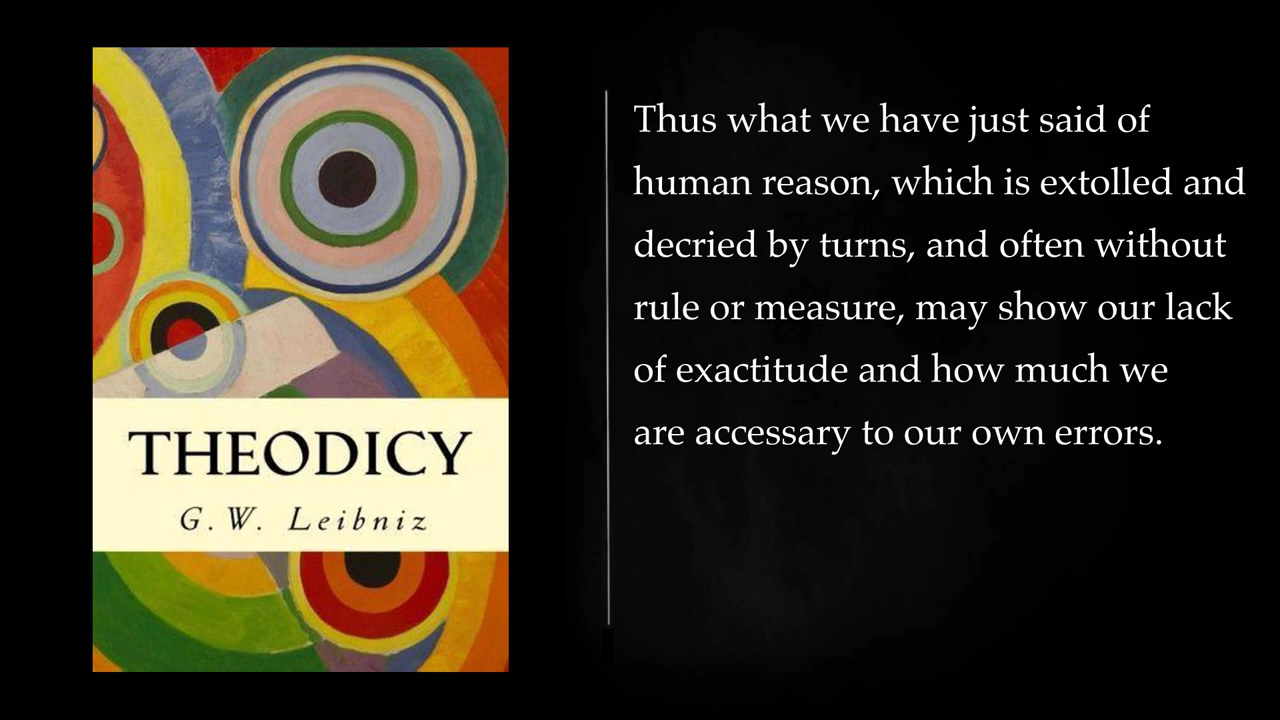 THEODICY
G. W. Leibniz
Thus what we have just said of
human reason, which is extolled and
decried by turns, and often without
rule or measure, may show our lack
of exactitude and how much we
are accessary to our own errors.